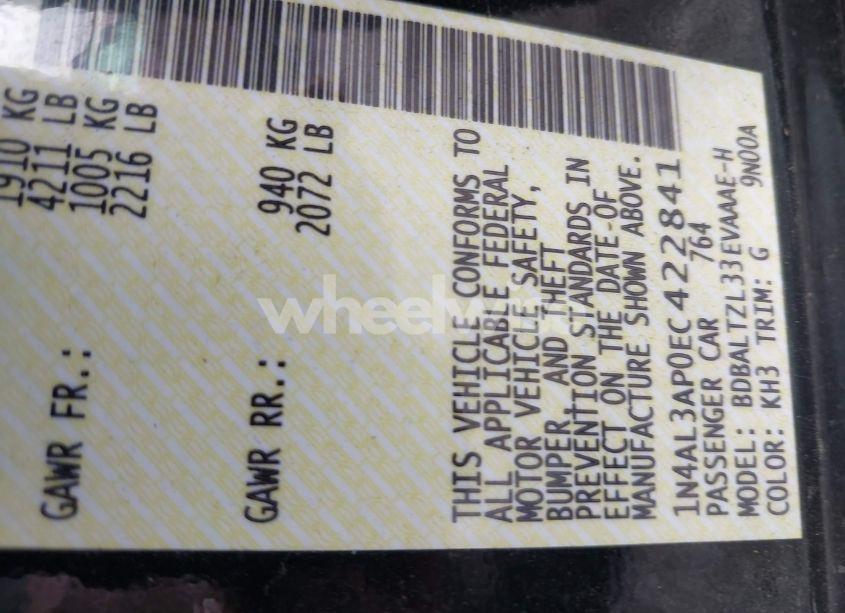 1910 KG
4211 LB
GAWR FR.: 1005 KG
2216 LB
GAWR RR.: 940 KG
2072 LB
THIS VEHICLE CONFORMS TO
ALL APPLICABLE FEDERAL
MOTOR VEHICLE SAFETY,
BUMPER, AND THEFT
PREVENTION STANDARDS IN
EFFECT ON THE DATE OF
MANUFACTURE SHOWN ABOVE.
1N4AL3AP0EC422841
PASSENGER CAR 764
MODEL: BDBALTZL33EVAAAE-H
COLOR: KH3 TRIM: G 9N00A